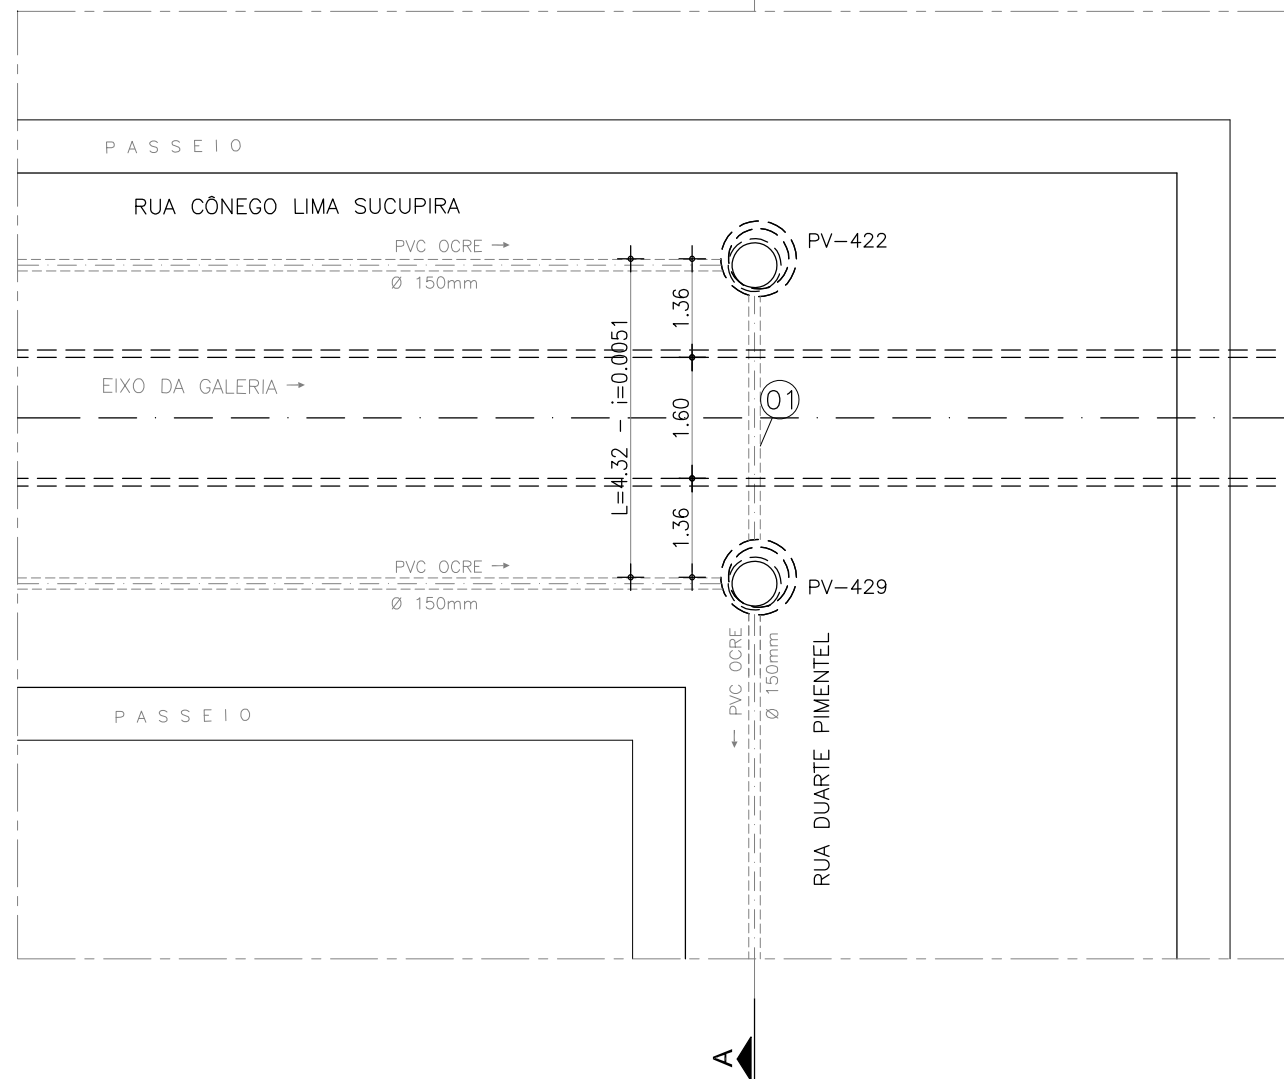 PASSEIO
RUA CÔNEGO LIMA SUCUPIRA
PVC OCRE →
Ø 150mm
PV-422
1.36
L=4.32 - i=0.0051
EIXO DA GALERIA →
1.60
01
1.36
PVC OCRE →
Ø 150mm
PV-429
← PVC OCRE
Ø 150mm
RUA DUARTE PIMENTEL
PASSEIO
A